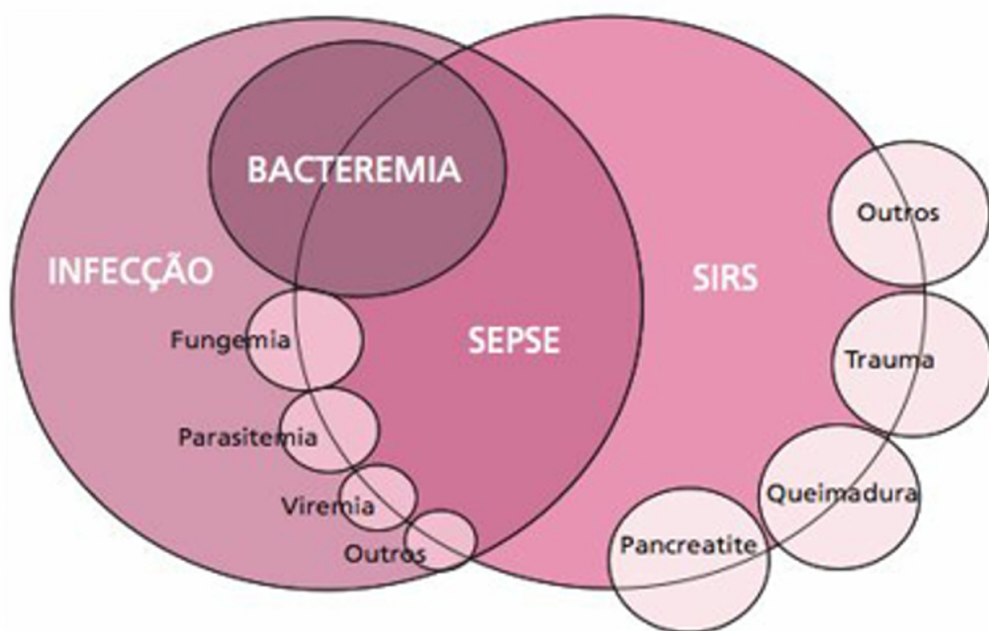 BACTEREMIA
INFECÇÃO
SIRS
SEPSE
Fungemia
Parasitemia
Viremia
Outros
Outros
Trauma
Queimadura
Pancreatite